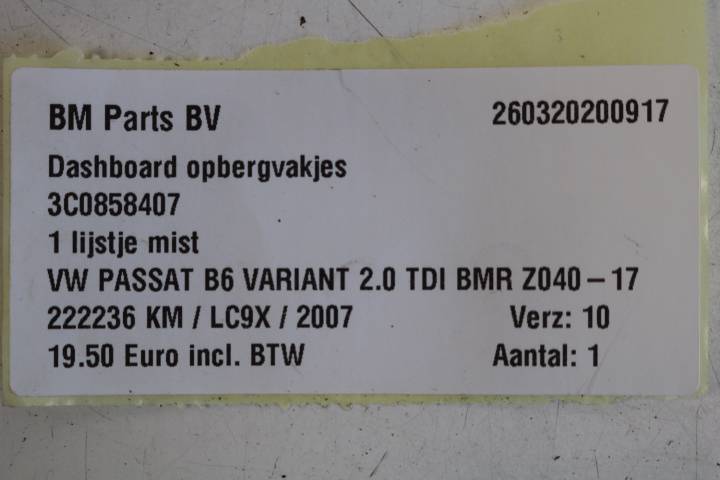 BM Parts BV 260320200917
Dashboard opbergvakjes
3C0858407
1 lijstje mist
VW PASSAT B6 VARIANT 2.0 TDI BMR Z040-17
222236 KM / LC9X / 2007 Verz: 10
19.50 Euro incl. BTW Aantal: 1